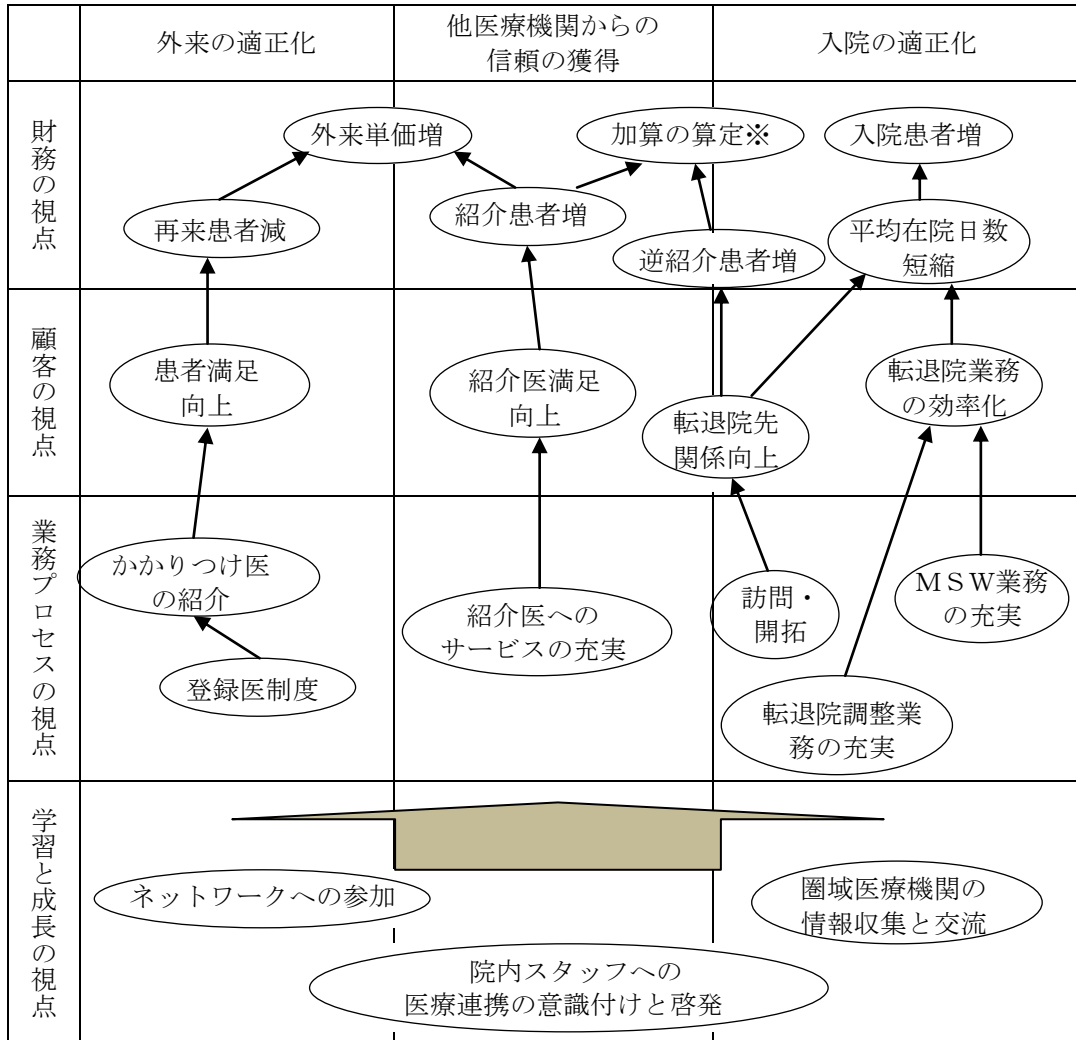 外来の適正化
他医療機関からの
信頼の獲得
入院の適正化
財務の視点
外来単価増
加算の算定※
入院患者増
再来患者減
紹介患者増
逆紹介患者増
平均在院日数
短縮
顧客の視点
患者満足
向上
紹介医満足
向上
転退院先
関係向上
転退院業務
の効率化
業務プロセスの視点
かかりつけ医
の紹介
登録医制度
紹介医への
サービスの充実
訪問・
開拓
ＭＳＷ業務
の充実
転退院調整業
務の充実
学習と成長の視点
ネットワークへの参加
圏域医療機関の
情報収集と交流
院内スタッフへの
医療連携の意識付けと啓発